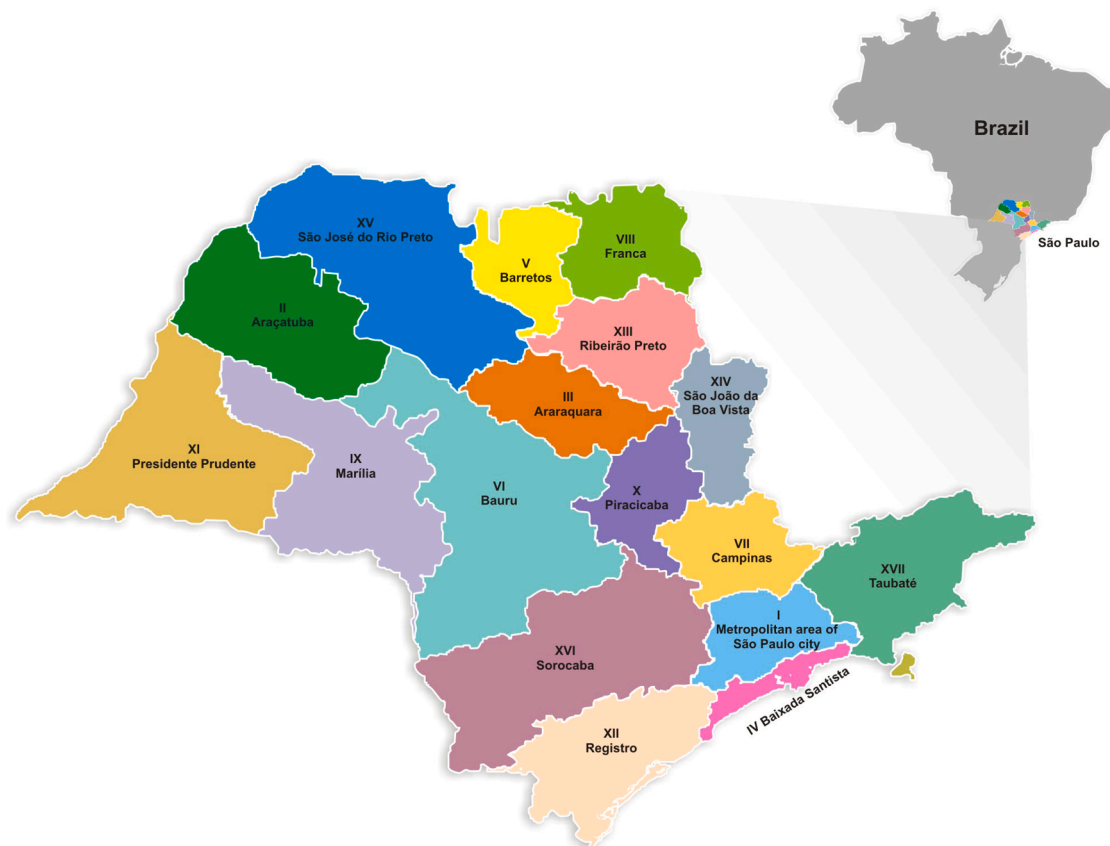 Brazil
São Paulo
XV
São José do Rio Preto
VIII
Franca
V
Barretos
II
Araçatuba
XIII
Ribeirão Preto
XIV
São João da
Boa Vista
III
Araraquara
XI
Presidente Prudente
IX
Marília
VI
Bauru
X
Piracicaba
VII
Campinas
XVII
Taubaté
I
Metropolitan area of
São Paulo city
XVI
Sorocaba
IV Baixada Santista
XII
Registro